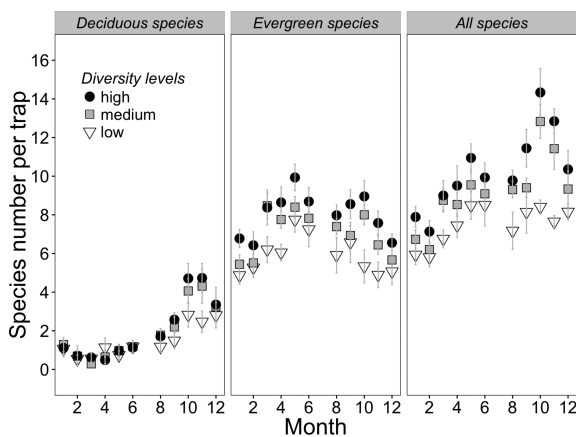 Deciduous species Evergreen species All species
Diversity levels
high
medium
low
Species number per trap
16
14
12
10
8
6
4
2
0
2 4 6 8 10 12 2 4 6 8 10 12 2 4 6 8 10 12
Month